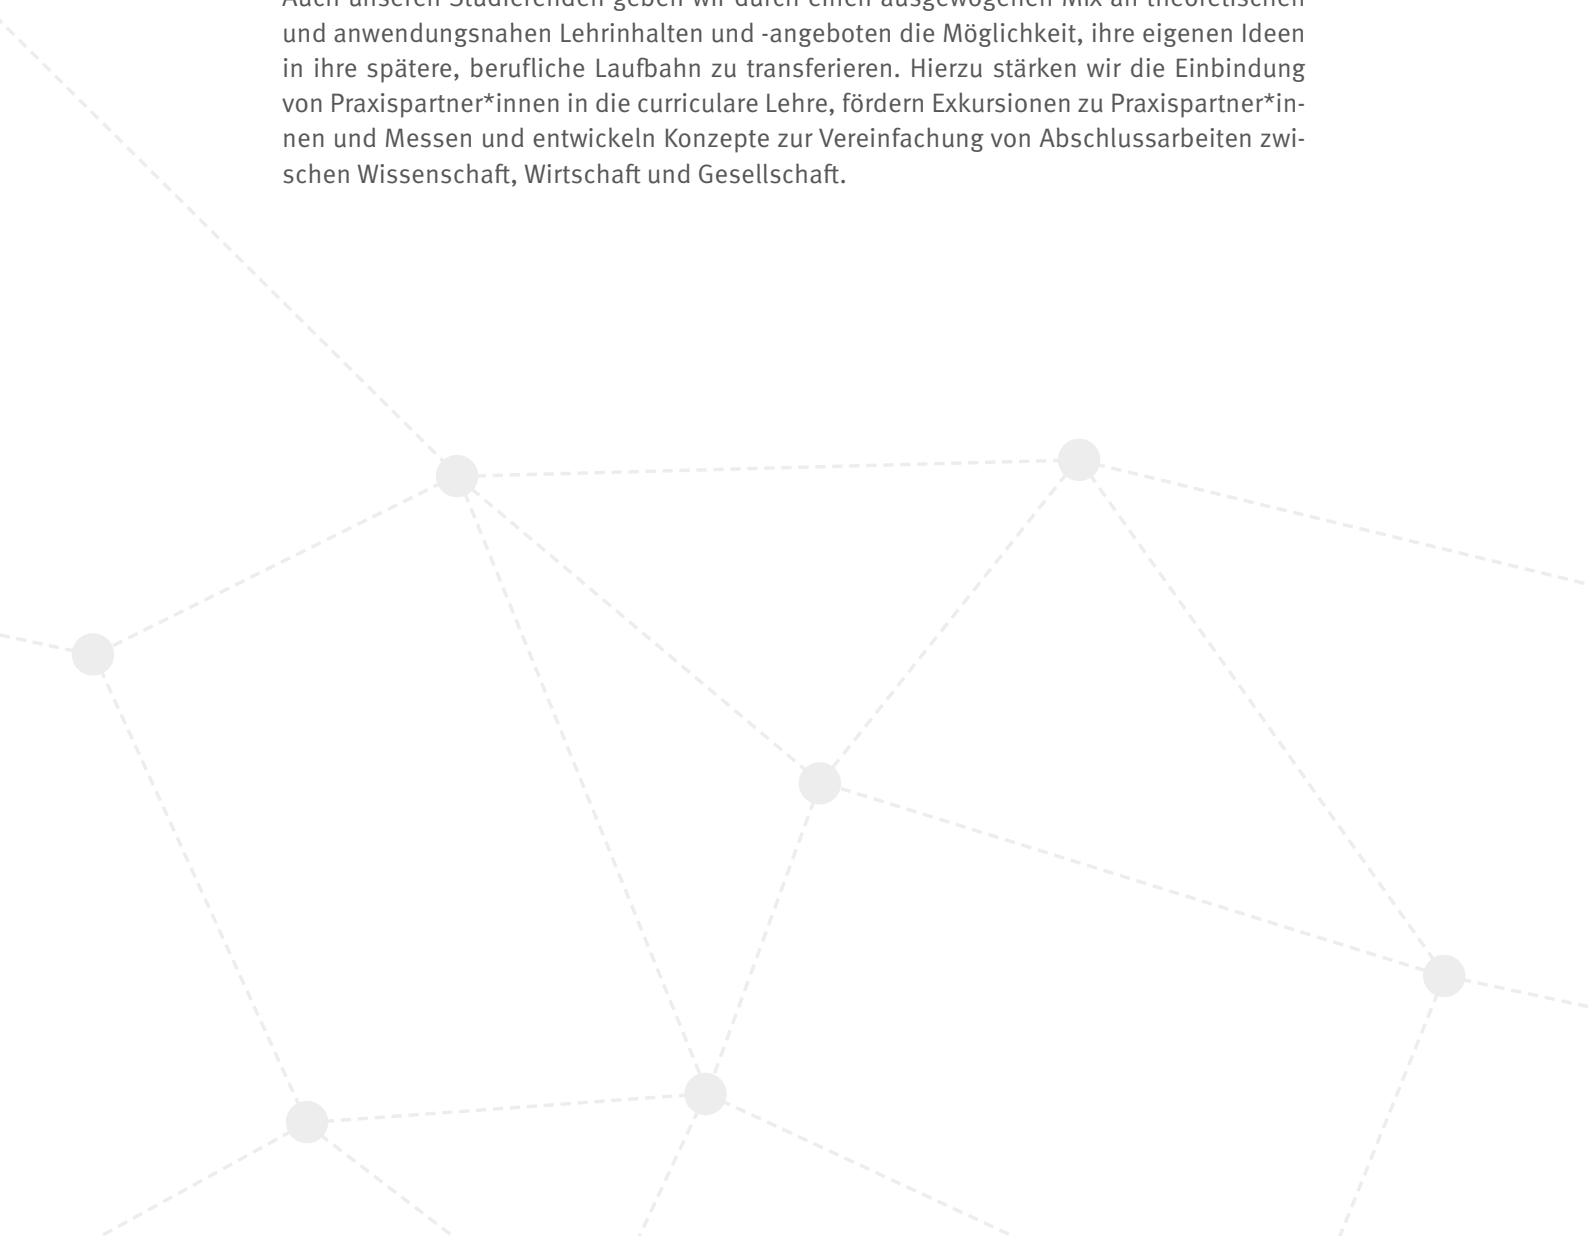 Auch unseren Studierenden geben wir durch einen ausgewogenen Mix an theoretischen
und anwendungsnahen Lehrinhalten und -angeboten die Möglichkeit, ihre eigenen Ideen
in ihre spätere, berufliche Laufbahn zu transferieren. Hierzu stärken wir die Einbindung
von Praxispartner*innen in die curriculare Lehre, fördern Exkursionen zu Praxispartner*in-
nen und Messen und entwickeln Konzepte zur Vereinfachung von Abschlussarbeiten zwi-
schen Wissenschaft, Wirtschaft und Gesellschaft.